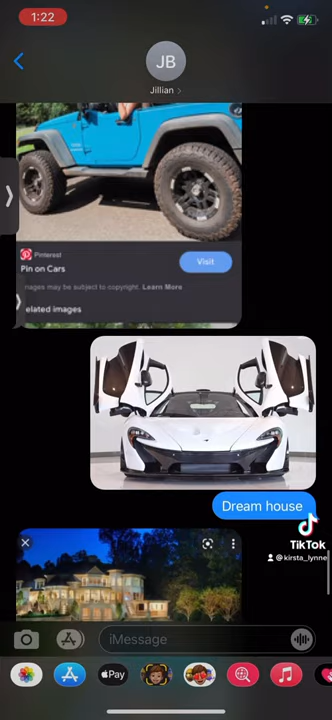 1:22
JB
Jillian
Pinterest
Pin on Cars
Visit
mages may be subject to copyright. Learn More
elated images
Dream house
TikTok
@kirsta_lynne
iMessage
Pay